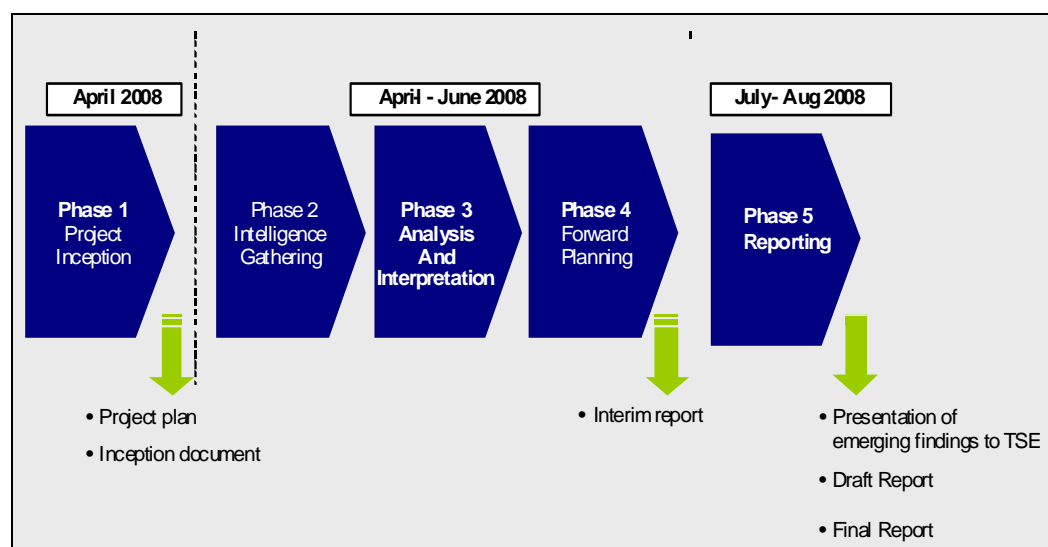 April 2008
April - June 2008
July- Aug 2008
Phase 1
Project
Inception
Phase 2
Intelligence
Gathering
Phase 3
Analysis
And
Interpretation
Phase 4
Forward
Planning
Phase 5
Reporting
• Project plan
• Inception document
• Interim report
• Presentation of
emerging findings to TSE
• Draft Report
• Final Report